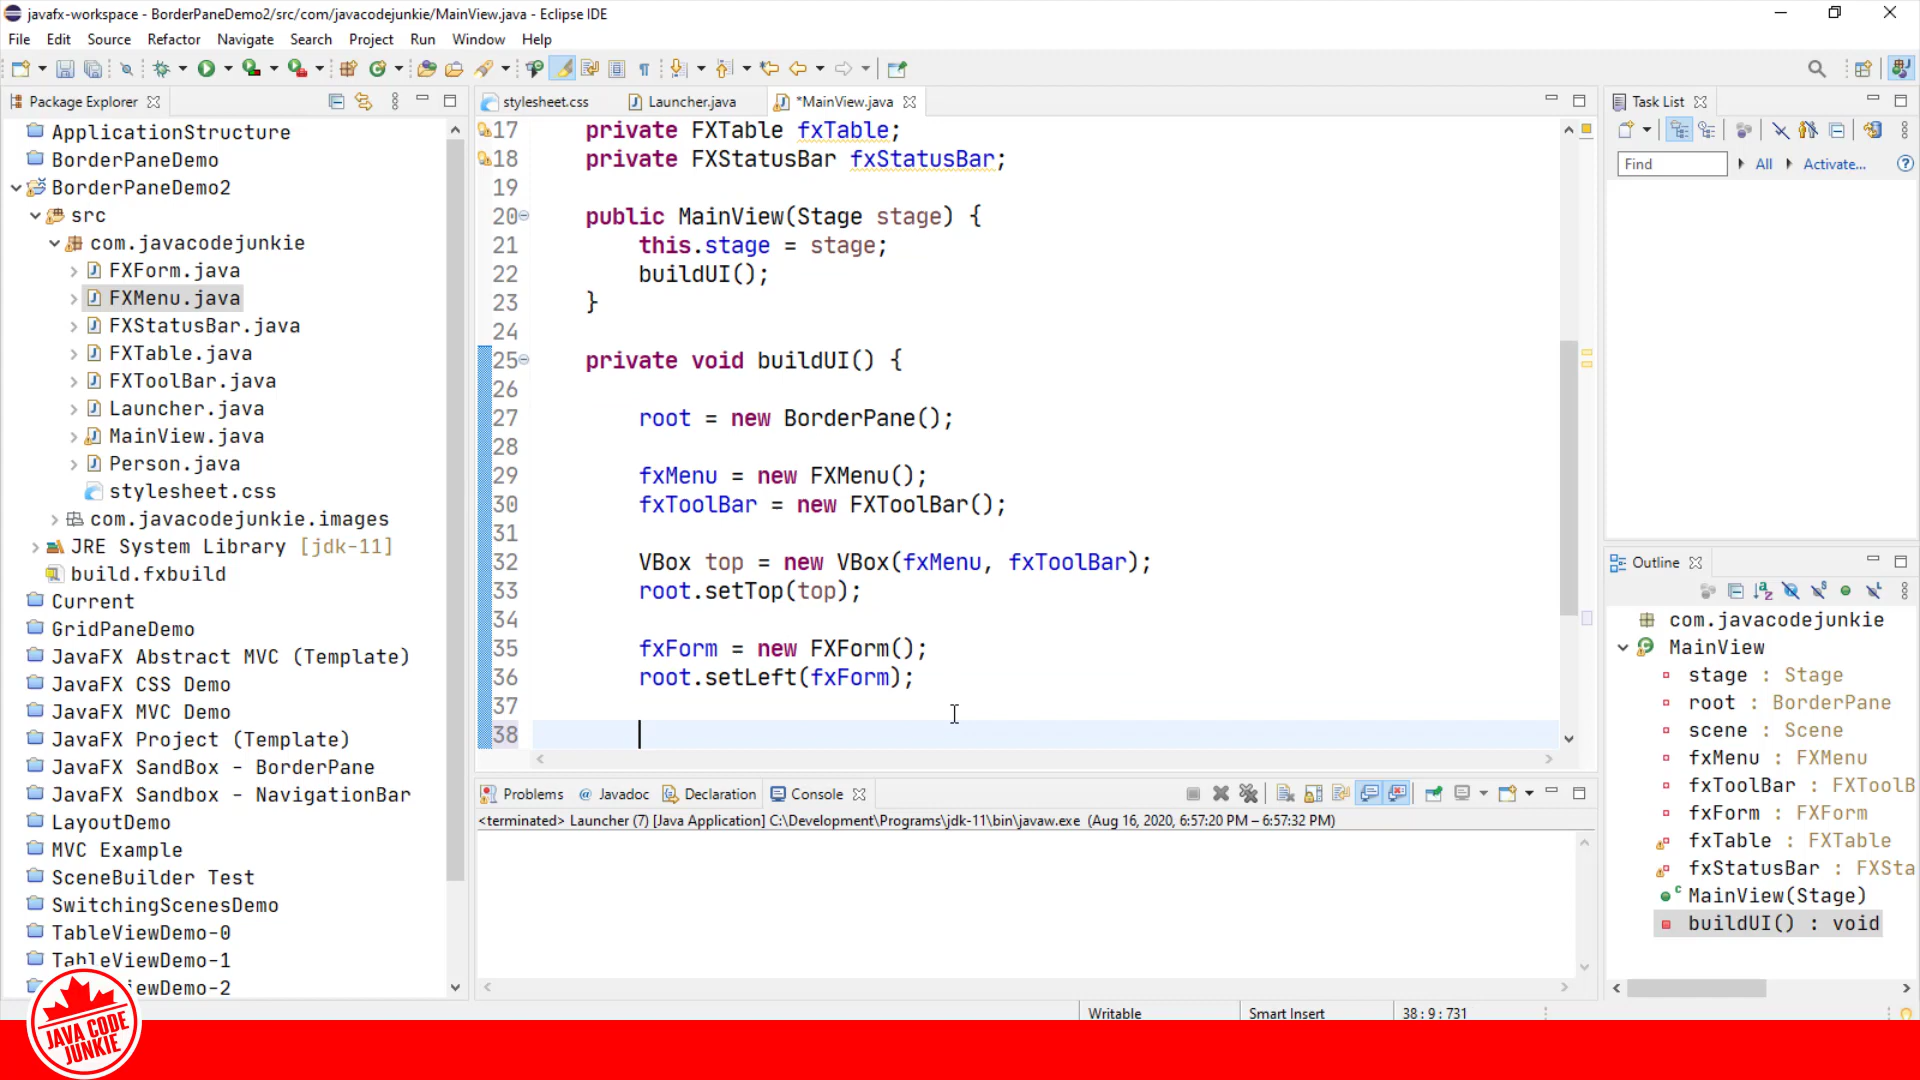 javafx-workspace - BorderPaneDemo2/src/com/javacodejunkie/MainView.java - Eclipse IDE
File Edit Source Refactor Navigate Search Project Run Window Help
Package Explorer
ApplicationStructure
BorderPaneDemo
BorderPaneDemo2
src
com.javacodejunkie
FXForm.java
FXMenu.java
FXStatusBar.java
FXTable.java
FXToolBar.java
Launcher.java
MainView.java
Person.java
stylesheet.css
com.javacodejunkie.images
JRE System Library [jdk-11]
build.fxbuild
Current
GridPaneDemo
JavaFX Abstract MVC (Template)
JavaFX CSS Demo
JavaFX MVC Demo
JavaFX Project (Template)
JavaFX SandBox - BorderPane
JavaFX Sandbox - NavigationBar
LayoutDemo
MVC Example
SceneBuilder Test
SwitchingScenesDemo
TableViewDemo-0
TableViewDemo-1
iewDemo-2
stylesheet.css Launcher.java *MainView.java
17 private FXTable fxTable;
18 private FXStatusBar fxStatusBar;
19
20 public MainView(Stage stage) {
21 this.stage = stage;
22 buildUI();
23 }
24
25 private void buildUI() {
26
27 root = new BorderPane();
28
29 fxMenu = new FXMenu();
30 fxToolBar = new FXToolBar();
31
32 VBox top = new VBox(fxMenu, fxToolBar);
33 root.setTop(top);
34
35 fxForm = new FXForm();
36 root.setLeft(fxForm);
37
38
Problems @ Javadoc Declaration Console
<terminated> Launcher (7) [Java Application] C:\Development\Programs\jdk-11\bin\javaw.exe (Aug 16, 2020, 6:57:20 PM – 6:57:32 PM)
Task List
Find All Activate...
Outline
com.javacodejunkie
MainView
stage : Stage
root : BorderPane
scene : Scene
fxMenu : FXMenu
fxToolBar : FXToolB
fxForm : FXForm
fxTable : FXTable
fxStatusBar : FXSta
MainView(Stage)
buildUI() : void
Writable Smart Insert 38 : 9 : 731
JAVA CODE
JUNKIE